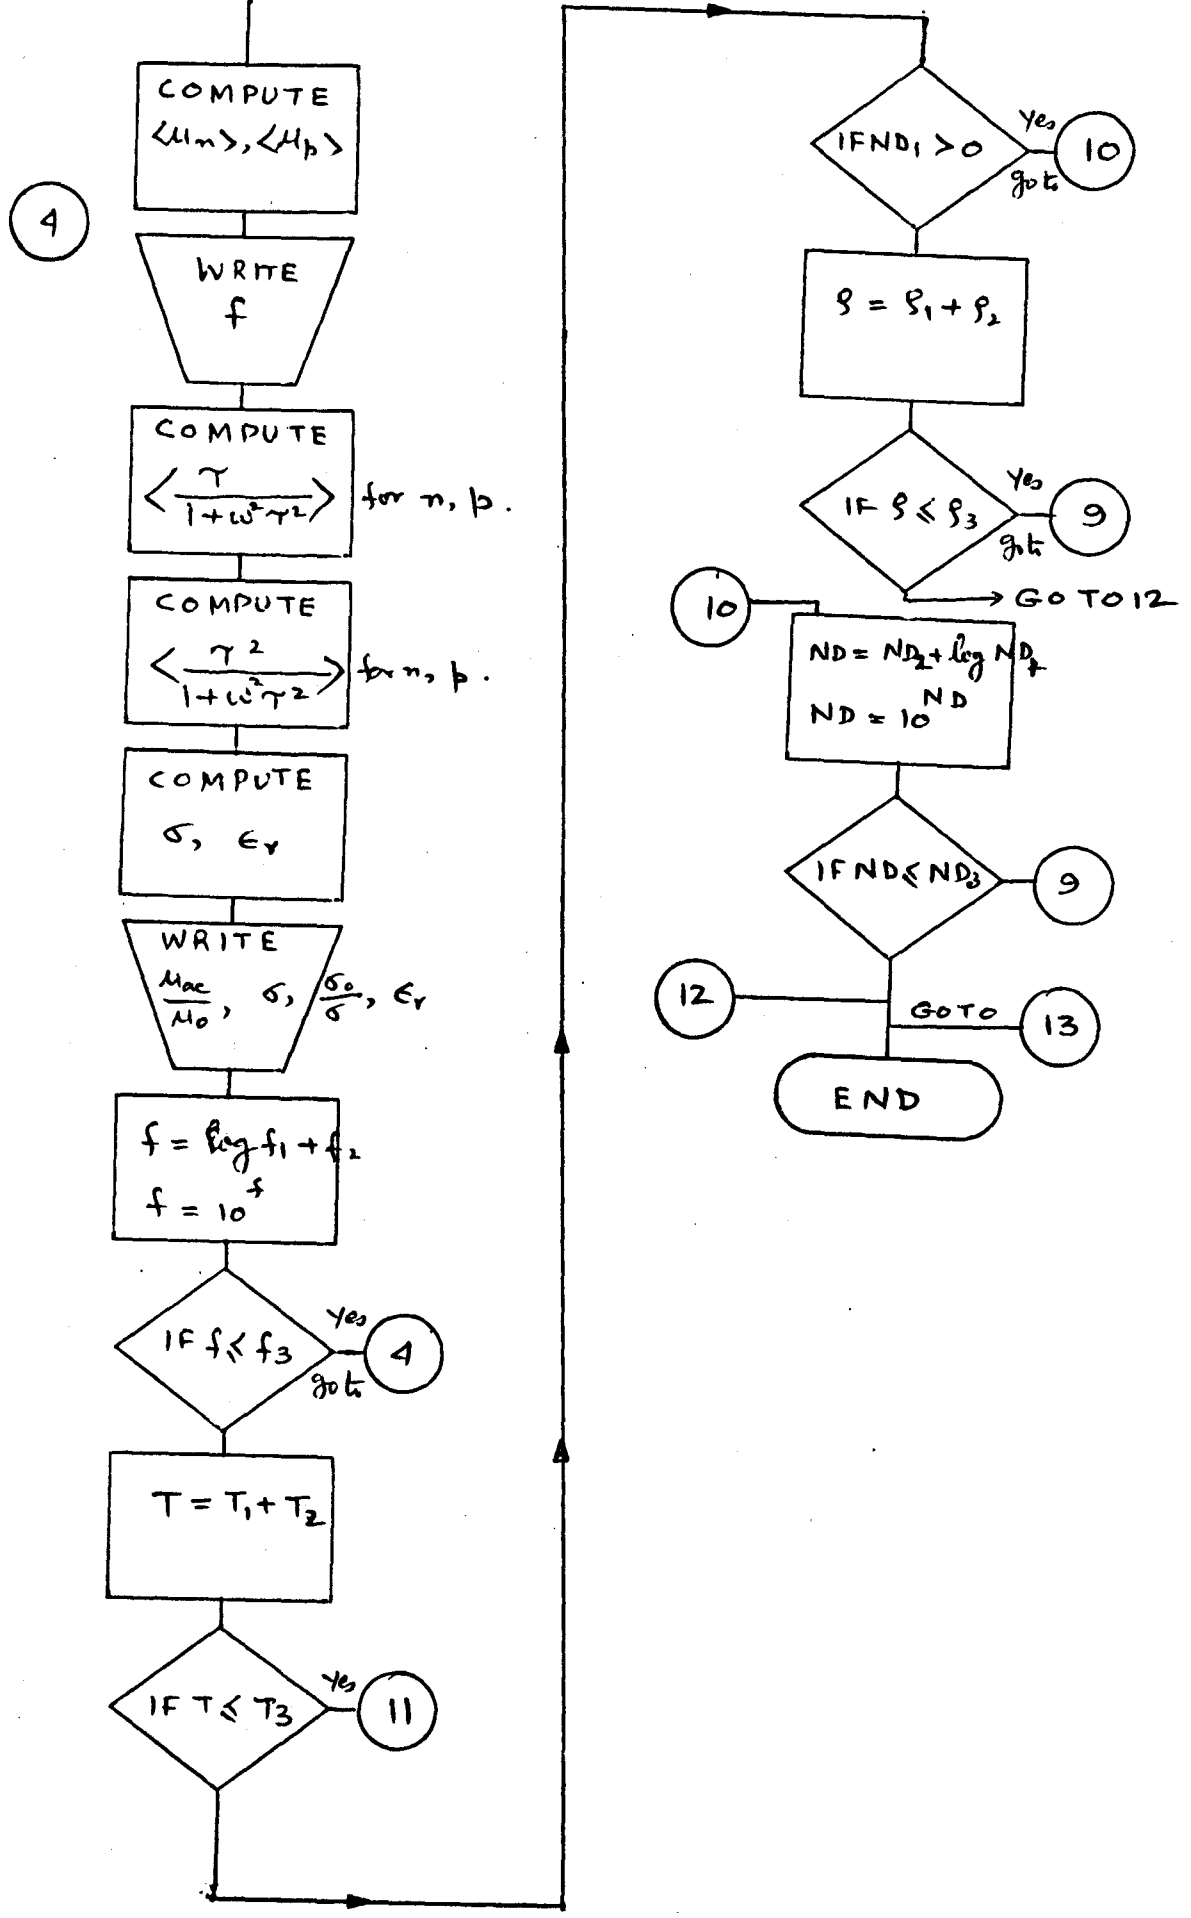 COMPUTE
<μn>, <μp>
4
WRITE
f
COMPUTE
<τ / 1+ω²τ²> for n, p.
COMPUTE
<τ² / 1+ω²τ²> for n, p.
COMPUTE
σ, ϵr
WRITE
μac/μo, σ, σo/σ, ϵr
f = log f1 + f2
f = 10^f
IF f ≤ f3
Yes
go to
4
T = T1 + T2
IF T ≤ T3
Yes
11
IF ND1 > 0
Yes
go to
10
ρ = ρ1 + ρ2
IF ρ ≤ ρ3
Yes
go to
9
GO TO 12
10
ND = ND2 + log ND1
ND = 10^ND
IF ND ≤ ND3
9
12
GO TO
13
END